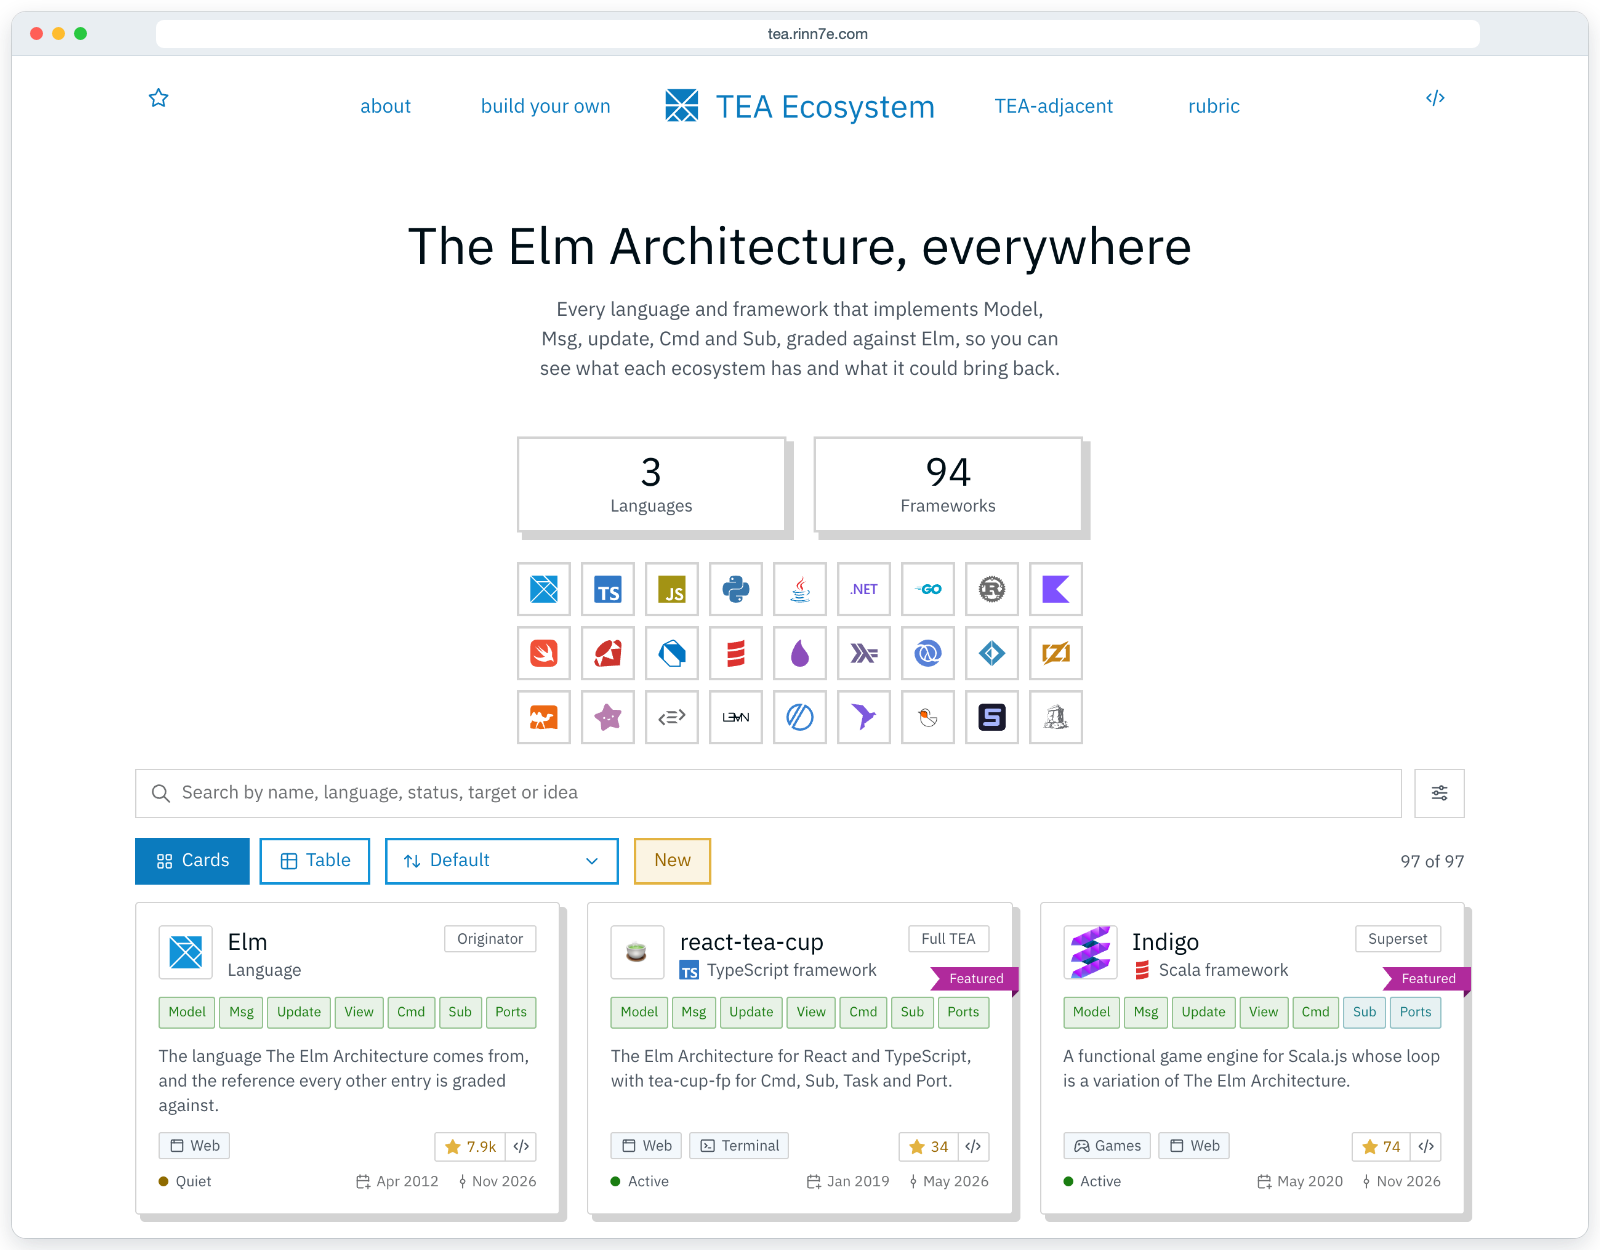 tea.rinn7e.com
about
build your own
TEA Ecosystem
TEA-adjacent
rubric
The Elm Architecture, everywhere
Every language and framework that implements Model,
Msg, update, Cmd and Sub, graded against Elm, so you can
see what each ecosystem has and what it could bring back.
3
Languages
94
Frameworks
TS
JS
.NET
GO
R
LEAN
S
Search by name, language, status, target or idea
Cards
Table
Default
New
97 of 97
Elm
Originator
Language
Model Msg Update View Cmd Sub Ports
The language The Elm Architecture comes from,
and the reference every other entry is graded
against.
Web
7.9k
Quiet
Apr 2012
Nov 2026
react-tea-cup
Full TEA
TS TypeScript framework
Featured
Model Msg Update View Cmd Sub Ports
The Elm Architecture for React and TypeScript,
with tea-cup-fp for Cmd, Sub, Task and Port.
Web
Terminal
34
Active
Jan 2019
May 2026
Indigo
Superset
Scala framework
Featured
Model Msg Update View Cmd Sub Ports
A functional game engine for Scala.js whose loop
is a variation of The Elm Architecture.
Games
Web
74
Active
May 2020
Nov 2026